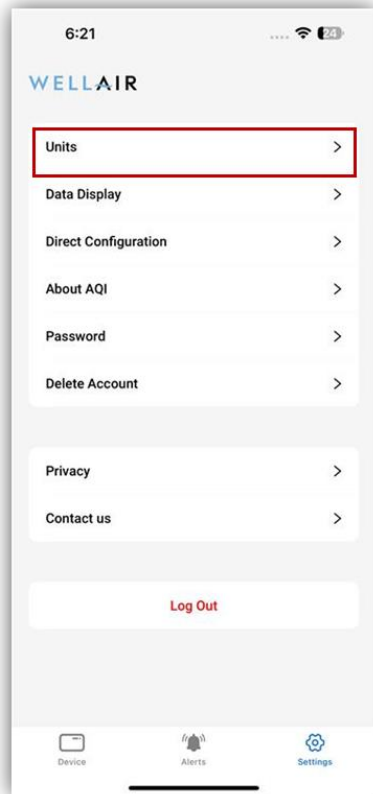 6:21
24
WELLAIR
Units
Data Display
Direct Configuration
About AQI
Password
Delete Account
Privacy
Contact us
Log Out
Device Alerts Settings